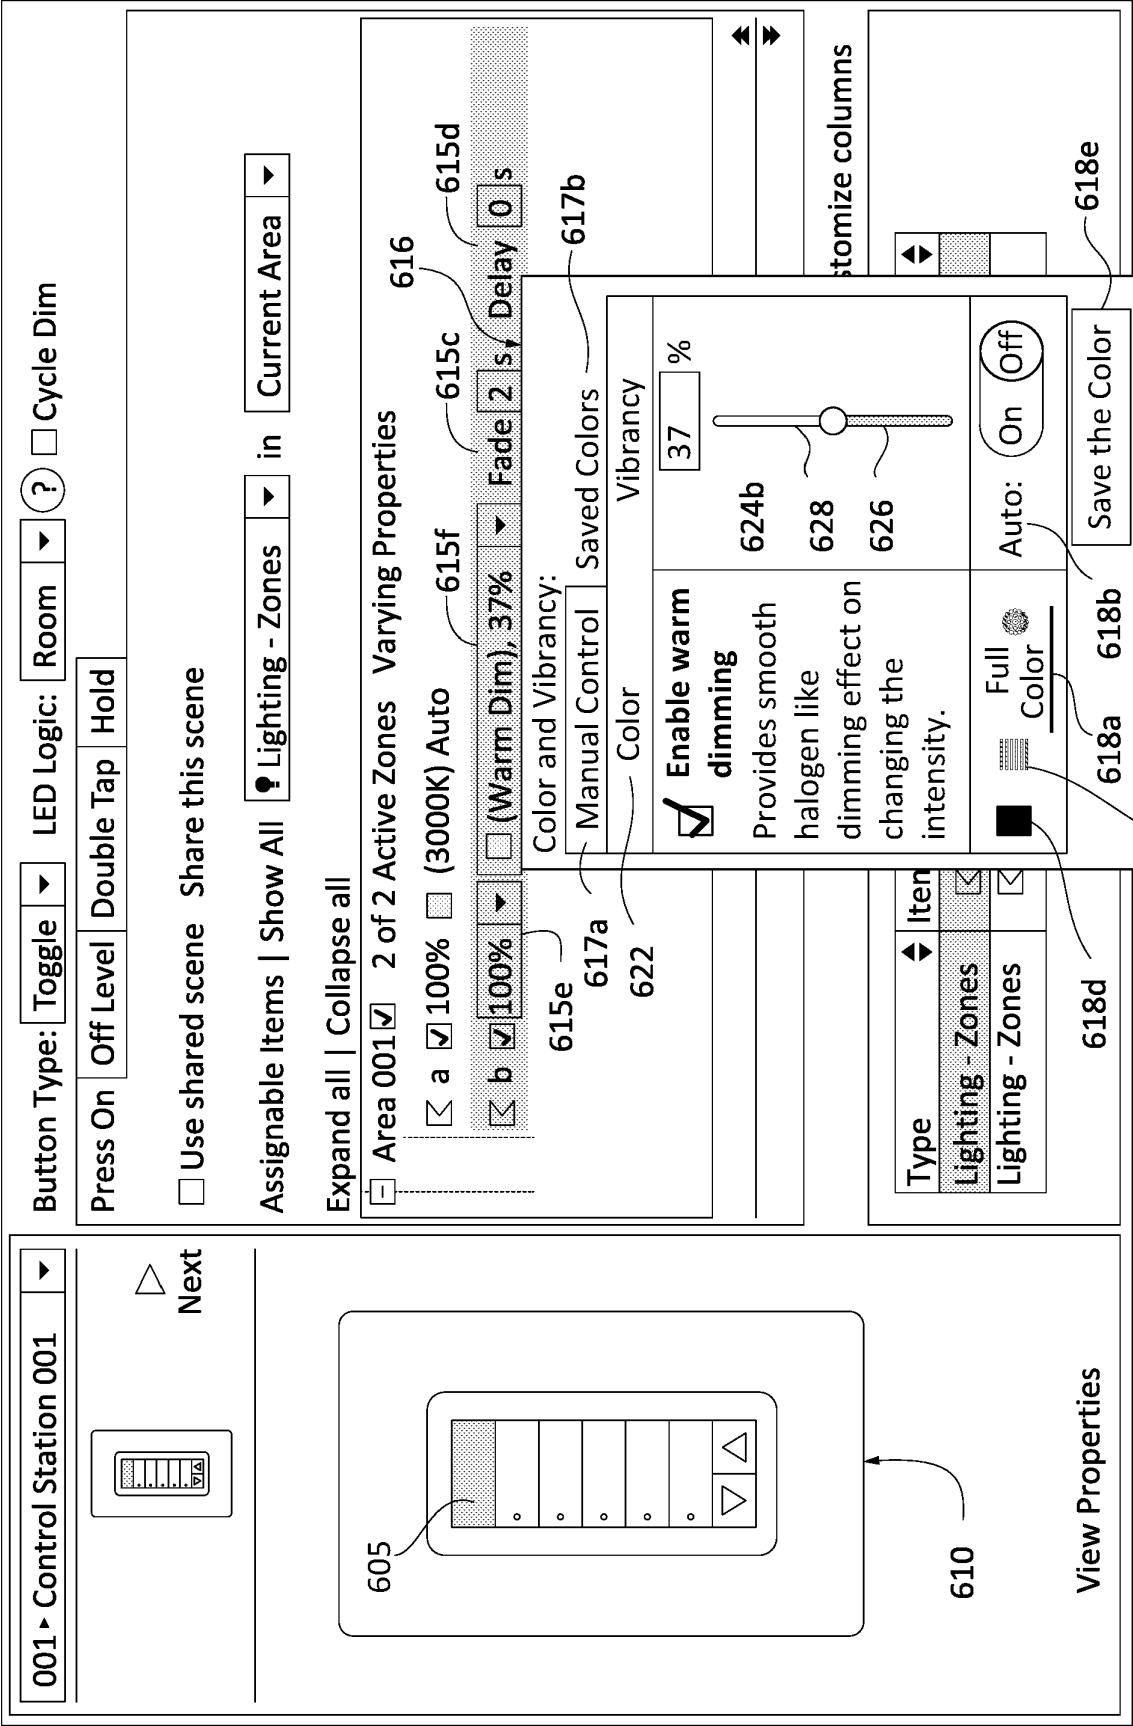 001 ▸ Control Station 001
Next
605
610
View Properties
Button Type: Toggle LED Logic: Room ? Cycle Dim
Press On Off Level Double Tap Hold
Use shared scene Share this scene
Assignable Items | Show All Lighting - Zones in Current Area
Expand all | Collapse all
Area 001 2 of 2 Active Zones Varying Properties
a 100% (3000K) Auto
b 100% (Warm Dim), 37% Fade 2 s Delay 0 s
615e
615f
615c
616
615d
Color and Vibrancy:
Manual Control Saved Colors
617a
617b
Color Vibrancy
622
Enable warm
dimming
Provides smooth
halogen like
dimming effect on
changing the
intensity.
37 %
624b
628
626
Full
Color
Auto: On Off
618d
618a
618b
Save the Color
618e
stomize columns
Type Iten
Lighting - Zones
Lighting - Zones